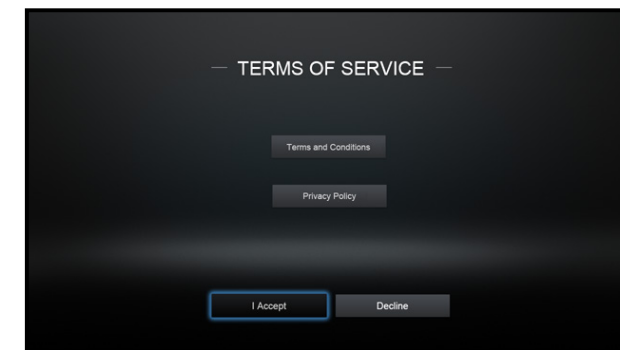 TERMS OF SERVICE
Terms and Conditions
Privacy Policy
I Accept
Decline